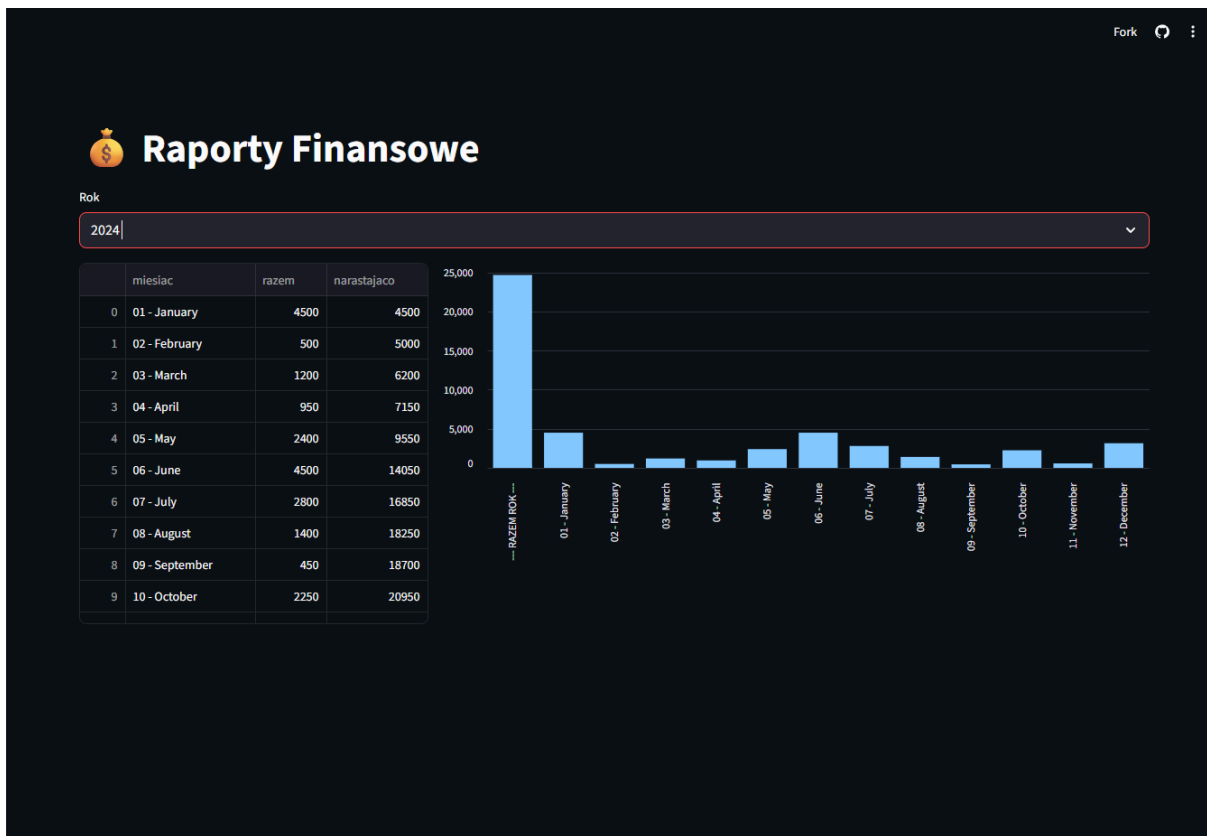 Fork
Raporty Finansowe
Rok
2024
miesiac razem narastajaco
0 01 - January 4500 4500
1 02 - February 500 5000
2 03 - March 1200 6200
3 04 - April 950 7150
4 05 - May 2400 9550
5 06 - June 4500 14050
6 07 - July 2800 16850
7 08 - August 1400 18250
8 09 - September 450 18700
9 10 - October 2250 20950
25,000
20,000
15,000
10,000
5,000
0
--- RAZEM ROK ---
01 - January
02 - February
03 - March
04 - April
05 - May
06 - June
07 - July
08 - August
09 - September
10 - October
11 - November
12 - December